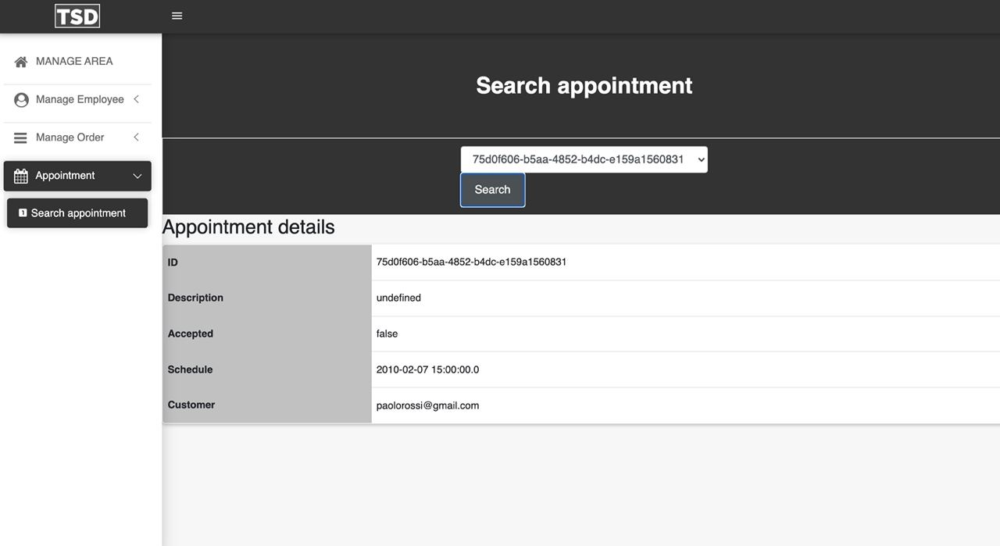 TSD
MANAGE AREA
Manage Employee
Manage Order
Appointment
1 Search appointment
Search appointment
75d0f606-b5aa-4852-b4dc-e159a1560831
Search
Appointment details
ID 75d0f606-b5aa-4852-b4dc-e159a1560831
Description undefined
Accepted false
Schedule 2010-02-07 15:00:00.0
Customer paolorossi@gmail.com